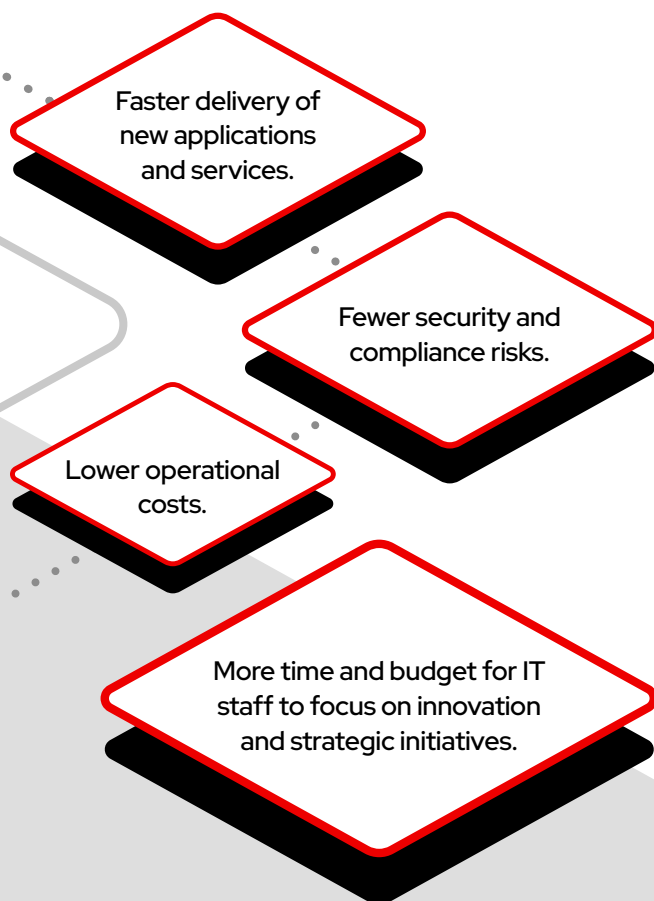 Faster delivery of
new applications
and services.
Fewer security and
compliance risks.
Lower operational
costs.
More time and budget for IT
staff to focus on innovation
and strategic initiatives.